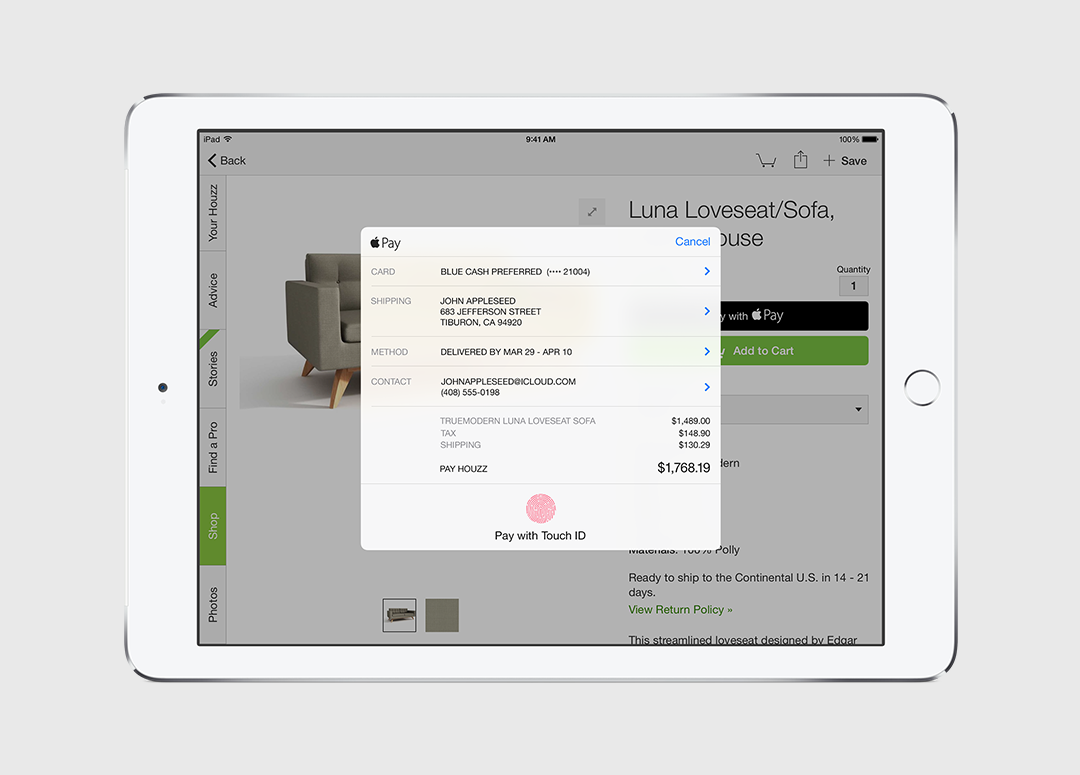 iPad 9:41 AM 100%
Back
Save
Your Houzz
Advice
Stories
Find a Pro
Shop
Photos
Luna Loveseat/Sofa,
Quantity
1
with Pay
Add to Cart
Pay Cancel
CARD BLUE CASH PREFERRED (•••• 21004)
SHIPPING JOHN APPLESEED
683 JEFFERSON STREET
TIBURON, CA 94920
METHOD DELIVERED BY MAR 29 - APR 10
CONTACT JOHNAPPLESEED@ICLOUD.COM
(408) 555-0198
TRUEMODERN LUNA LOVESEAT SOFA $1,489.00
TAX $148.90
SHIPPING $130.29
PAY HOUZZ $1,768.19
Pay with Touch ID
Materials: 100% Polly
Ready to ship to the Continental U.S. in 14 - 21
days.
View Return Policy »
This streamlined loveseat designed by Edgar